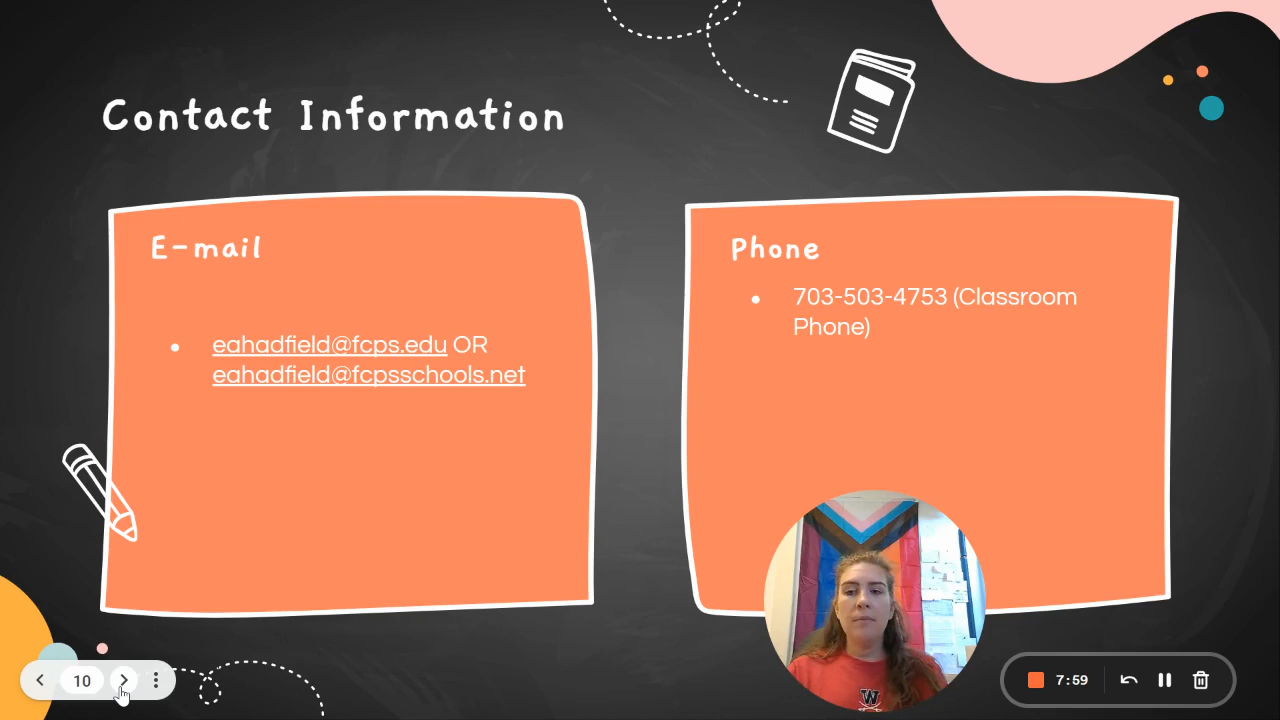 Contact Information
E-mail
eahadfield@fcps.edu OR
eahadfield@fcpsschools.net
Phone
703-503-4753 (Classroom
Phone)
W
10
7:59